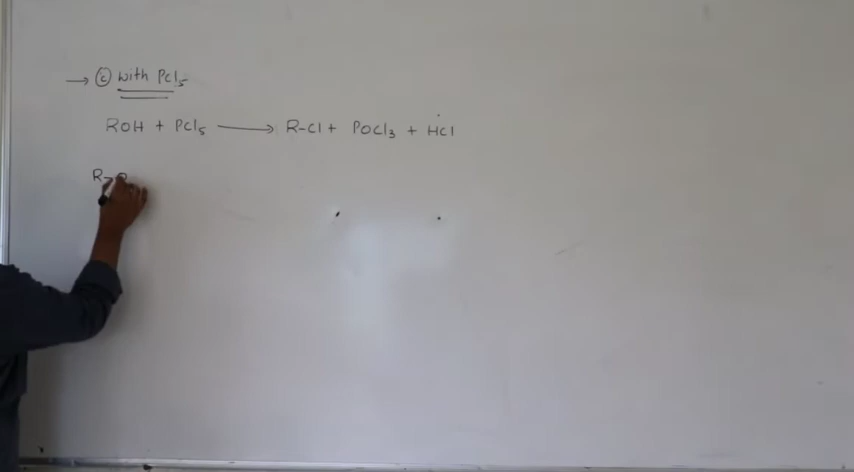 → ⓒ with PCl5
ROH + PCl5 ⟶ R-Cl + POCl3 + HCl
R-O